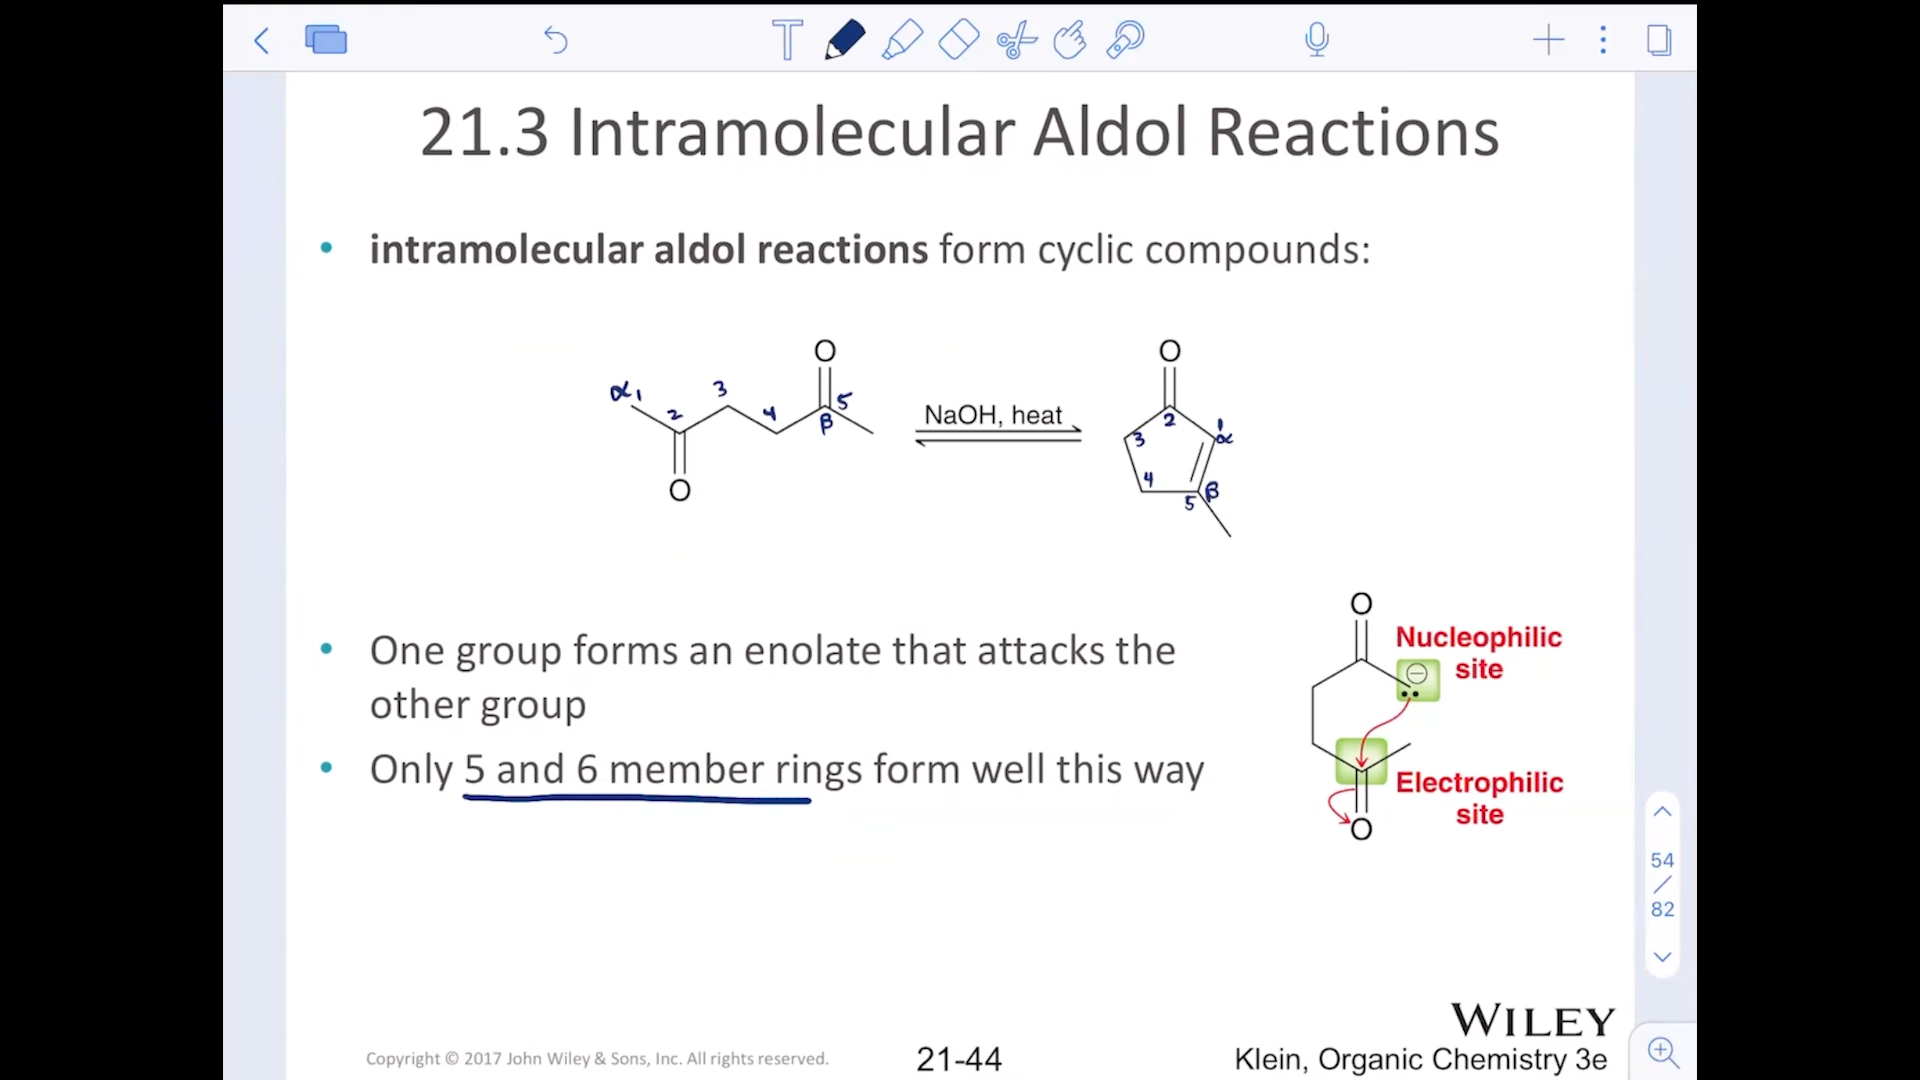 21.3 Intramolecular Aldol Reactions
• intramolecular aldol reactions form cyclic compounds:
O
α 1
2
3
4
5
β
O
NaOH, heat
O
2
1
α
3
4
5
β
• One group forms an enolate that attacks the
other group
• Only 5 and 6 member rings form well this way
O
Nucleophilic
site
⊖
Electrophilic
site
O
54
/
82
WILEY
Copyright © 2017 John Wiley & Sons, Inc. All rights reserved.
21-44
Klein, Organic Chemistry 3e